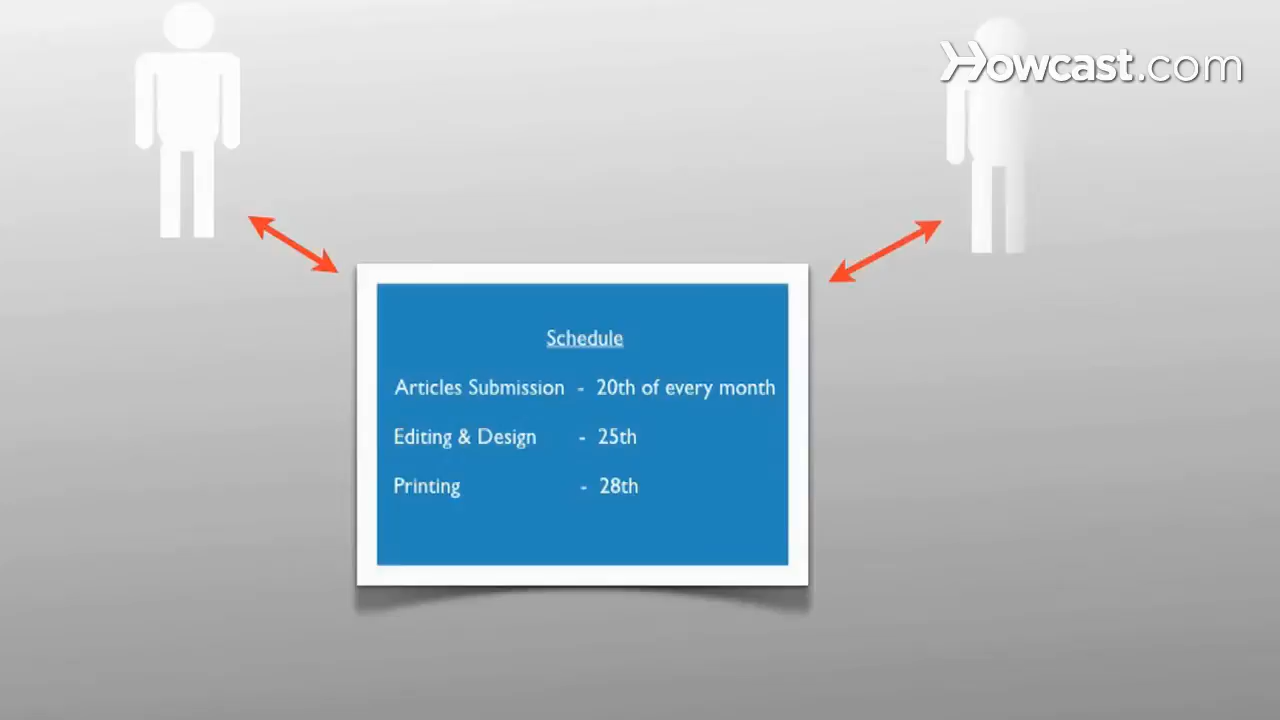 Howcast.com
Schedule
Articles Submission - 20th of every month
Editing & Design - 25th
Printing - 28th